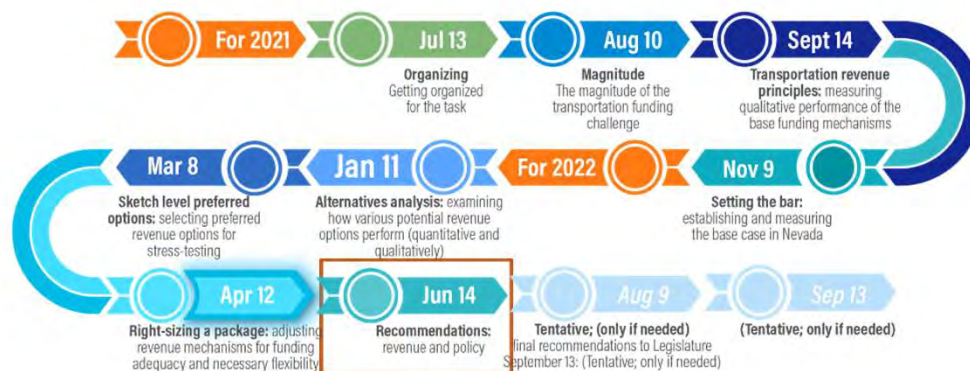 For 2021
Jul 13
Aug 10
Sept 14
Organizing
Getting organized
for the task
Magnitude
The magnitude of the
transportation funding
challenge
Transportation revenue
principles: measuring
qualitative performance of the
base funding mechanisms
Mar 8
Jan 11
For 2022
Nov 9
Sketch level preferred
options: selecting preferred
revenue options for
stress-testing
Alternatives analysis: examining
how various potential revenue
options perform (quantitative and
qualitatively)
Setting the bar:
establishing and measuring
the base case in Nevada
Apr 12
Jun 14
Aug 9
Sep 13
Right-sizing a package: adjusting
revenue mechanisms for funding
adequacy and necessary flexibility
Recommendations:
revenue and policy
Tentative; (only if needed)
final recommendations to Legislature
September 13: (Tentative; only if needed)
(Tentative; only if needed)